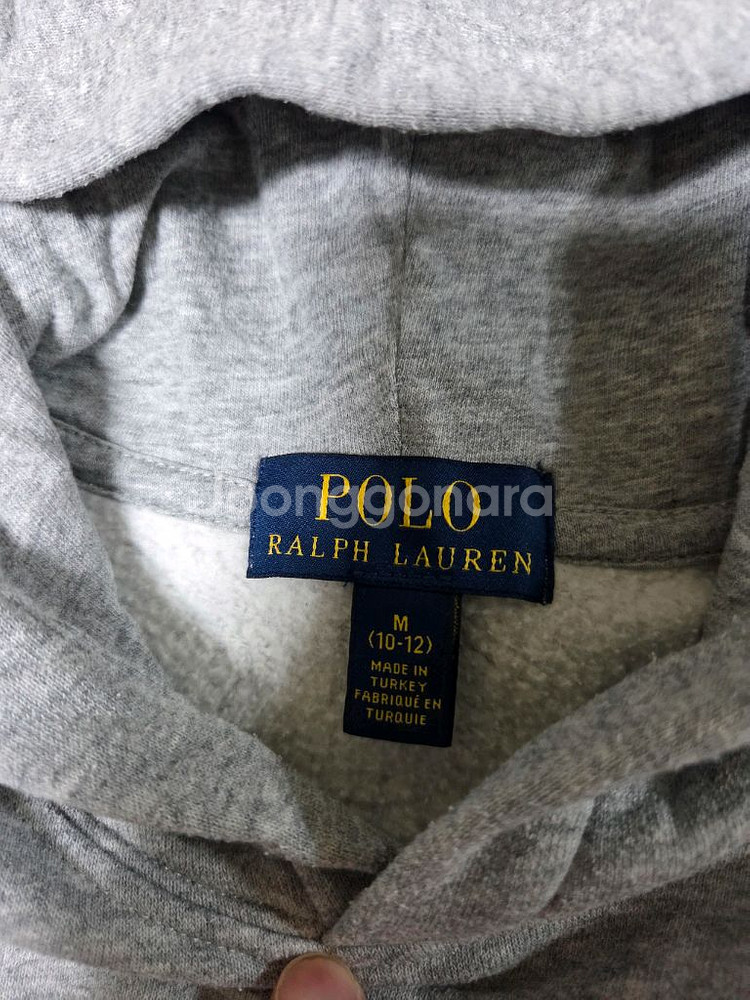 Joonggonara
POLO
RALPH LAUREN
M
(10-12)
MADE IN
TURKEY
FABRIQUÉ EN
TURQUIE